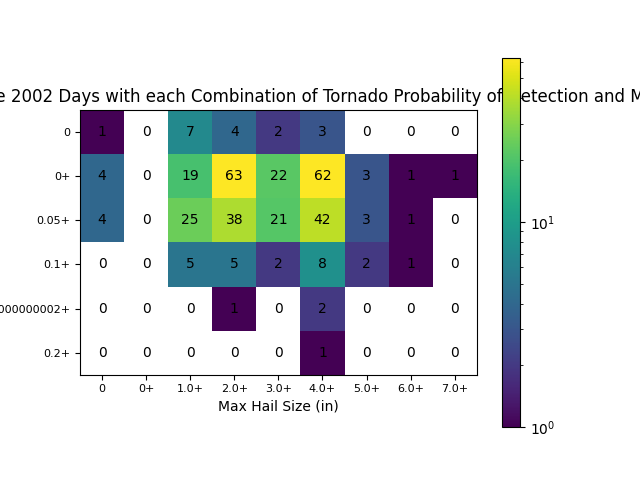 2002 Days with each Combination of Tornado Probability of Detection and
0 1 0 7 4 2 3 0 0 0
0+ 4 0 19 63 22 62 3 1 1
0.05+ 4 0 25 38 21 42 3 1 0
0.1+ 0 0 5 5 2 8 2 1 0
000000002+ 0 0 0 1 0 2 0 0 0
0.2+ 0 0 0 0 0 1 0 0 0
0 0+ 1.0+ 2.0+ 3.0+ 4.0+ 5.0+ 6.0+ 7.0+
Max Hail Size (in)
10¹
10⁰